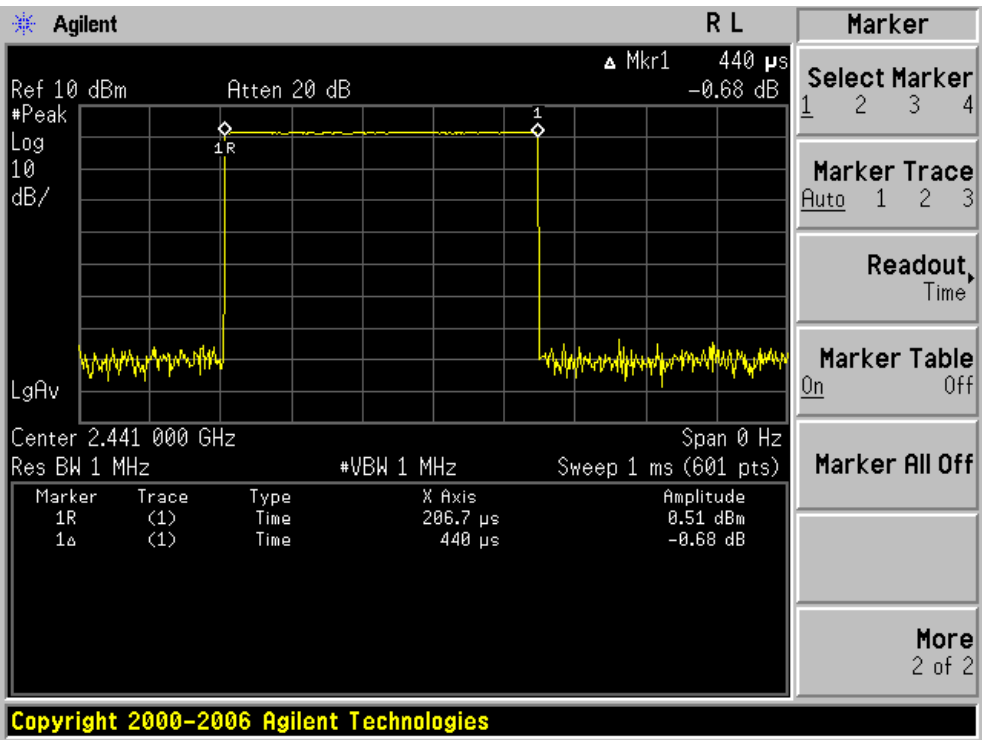 Agilent R L
Δ Mkr1 440 µs
Ref 10 dBm Atten 20 dB -0.68 dB
#Peak
Log
10
dB/
1R
1
LgAv
Center 2.441 000 GHz Span 0 Hz
Res BW 1 MHz #VBW 1 MHz Sweep 1 ms (601 pts)
Marker Trace Type X Axis Amplitude
1R (1) Time 206.7 µs 0.51 dBm
1Δ (1) Time 440 µs -0.68 dB
Marker
Select Marker
1 2 3 4
Marker Trace
Auto 1 2 3
Readout
Time
Marker Table
On Off
Marker All Off
More
2 of 2
Copyright 2000-2006 Agilent Technologies